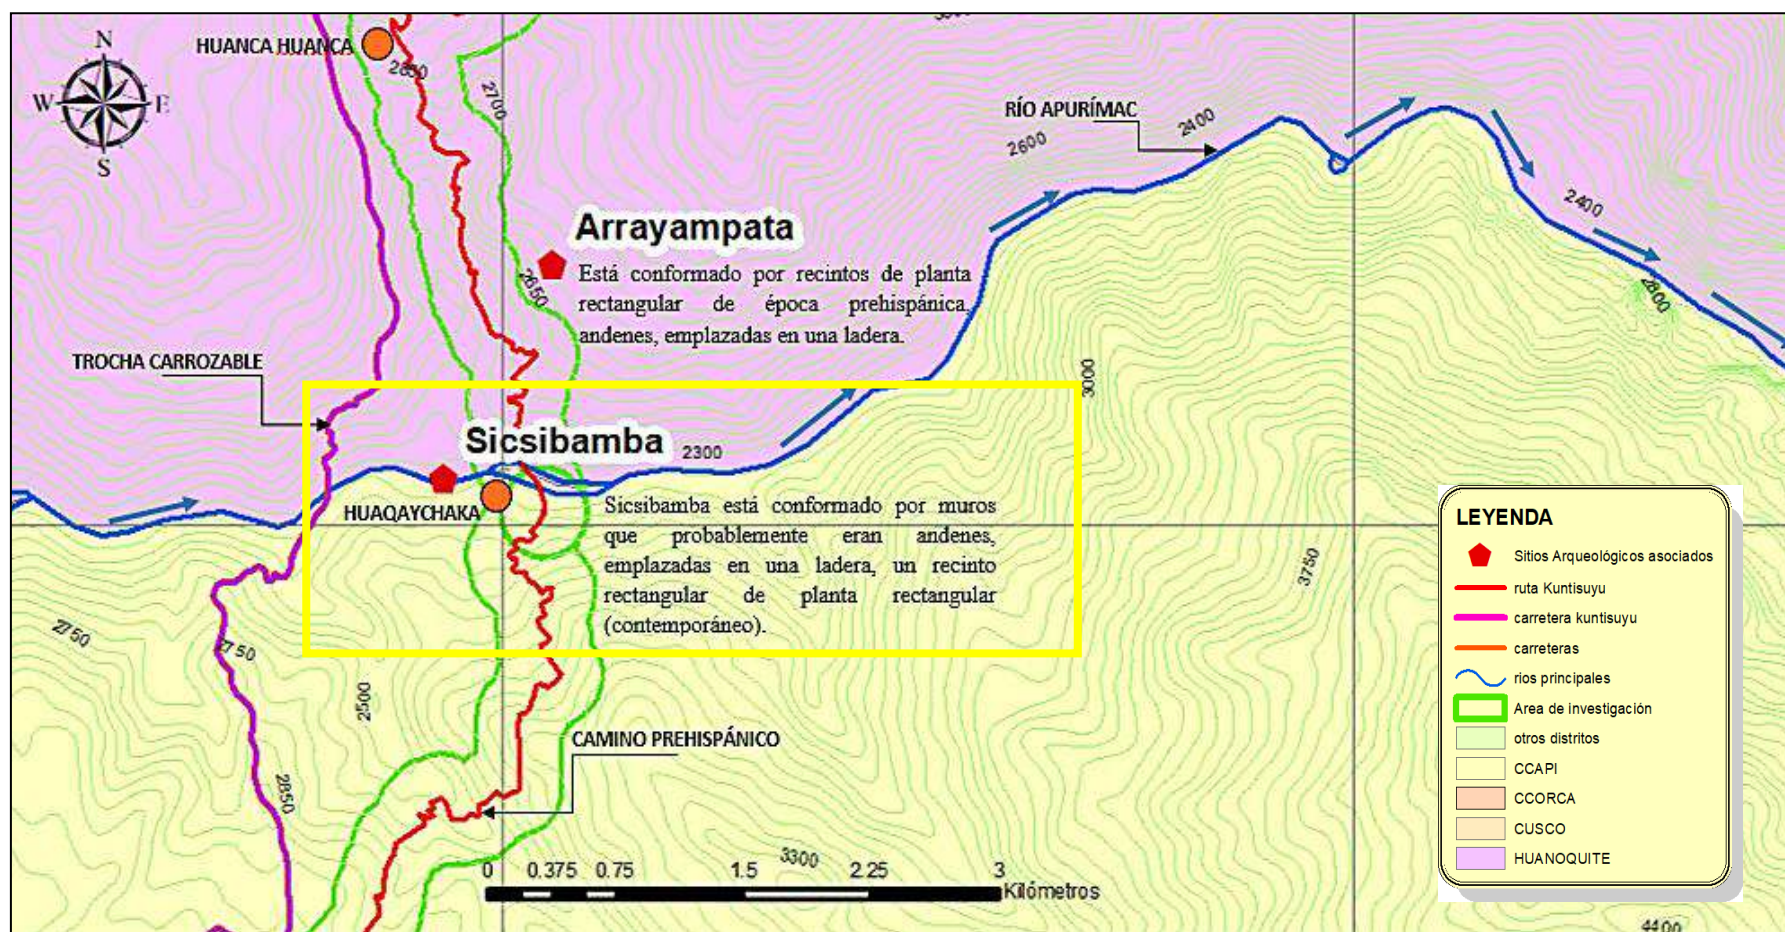 N
W
E
S
HUANCA HUANCA
2700
RÍO APURÍMAC
2400
2600
2400
2800
Arrayampata
Está conformado por recintos de planta
rectangular de época prehispánica,
andenes, emplazadas en una ladera.
2650
TROCHA CARROZABLE
3000
Sicsibamba
2300
HUAQAYCHAKA
Sicsibamba está conformado por muros
que probablemente eran andenes,
emplazadas en una ladera, un recinto
rectangular de planta rectangular
(contemporáneo).
3750
2750
2750
2500
2850
CAMINO PREHISPÁNICO
3300
0 0.375 0.75 1.5 2.25 3
Kilómetros
LEYENDA
Sitios Arqueológicos asociados
ruta Kuntisuyu
carretera kuntisuyu
carreteras
rios principales
Area de investigación
otros distritos
CCAPI
CCORCA
CUSCO
HUANOQUITE
4400